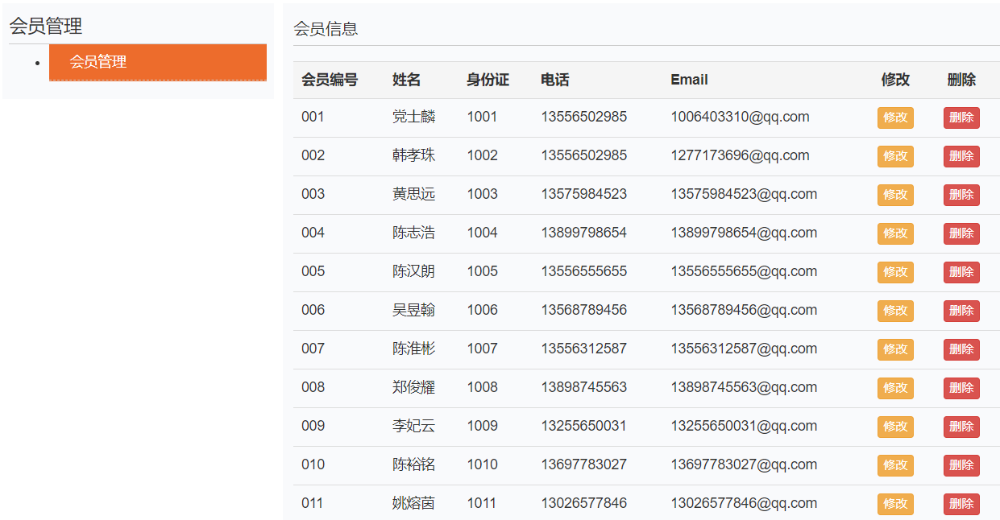 会员管理
会员管理
会员信息
会员编号 姓名 身份证 电话 Email 修改 删除
001 党士麟 1001 13556502985 1006403310@qq.com 修改 删除
002 韩孝珠 1002 13556502985 1277173696@qq.com 修改 删除
003 黄思远 1003 13575984523 13575984523@qq.com 修改 删除
004 陈志浩 1004 13899798654 13899798654@qq.com 修改 删除
005 陈汉朗 1005 13556555655 13556555655@qq.com 修改 删除
006 吴昱翰 1006 13568789456 13568789456@qq.com 修改 删除
007 陈淮彬 1007 13556312587 13556312587@qq.com 修改 删除
008 郑俊耀 1008 13898745563 13898745563@qq.com 修改 删除
009 李妃云 1009 13255650031 13255650031@qq.com 修改 删除
010 陈裕铭 1010 13697783027 13697783027@qq.com 修改 删除
011 姚熔茵 1011 13026577846 13026577846@qq.com 修改 删除